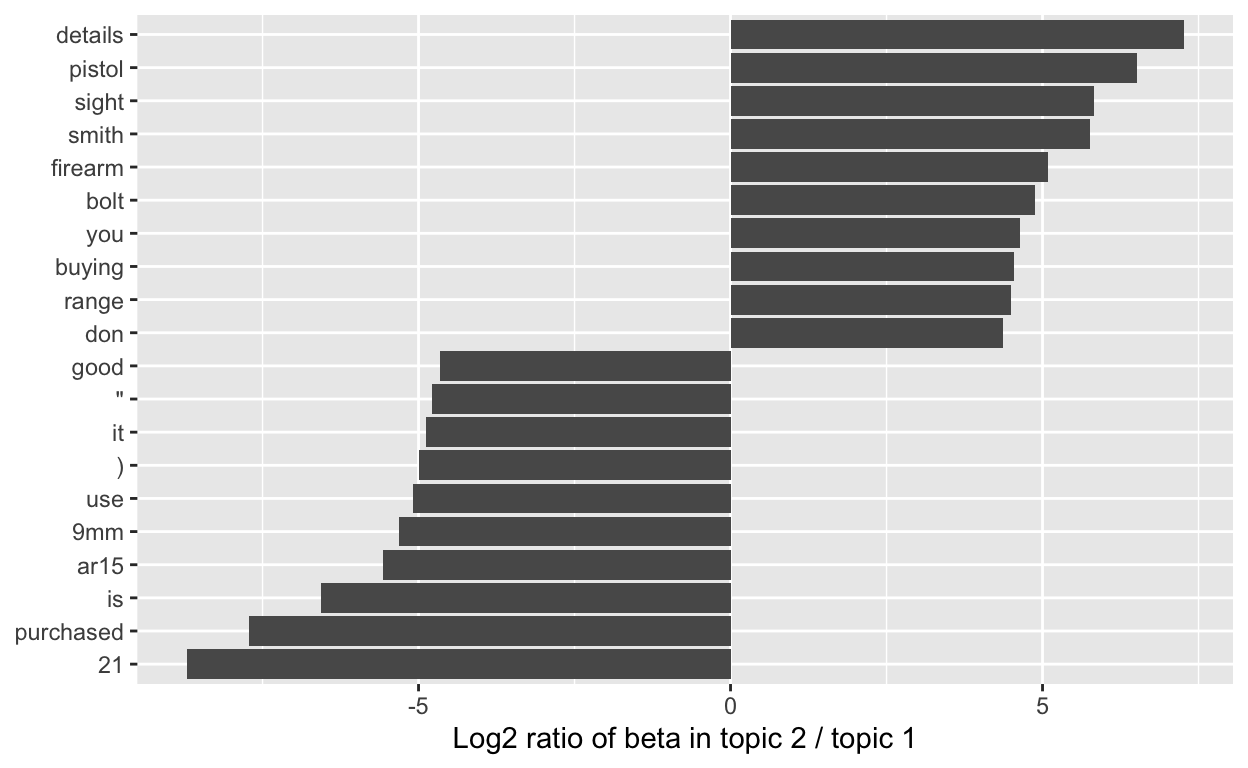 details
pistol
sight
smith
firearm
bolt
you
buying
range
don
good
"
it
)
use
9mm
ar15
is
purchased
21
-5 0 5
Log2 ratio of beta in topic 2 / topic 1